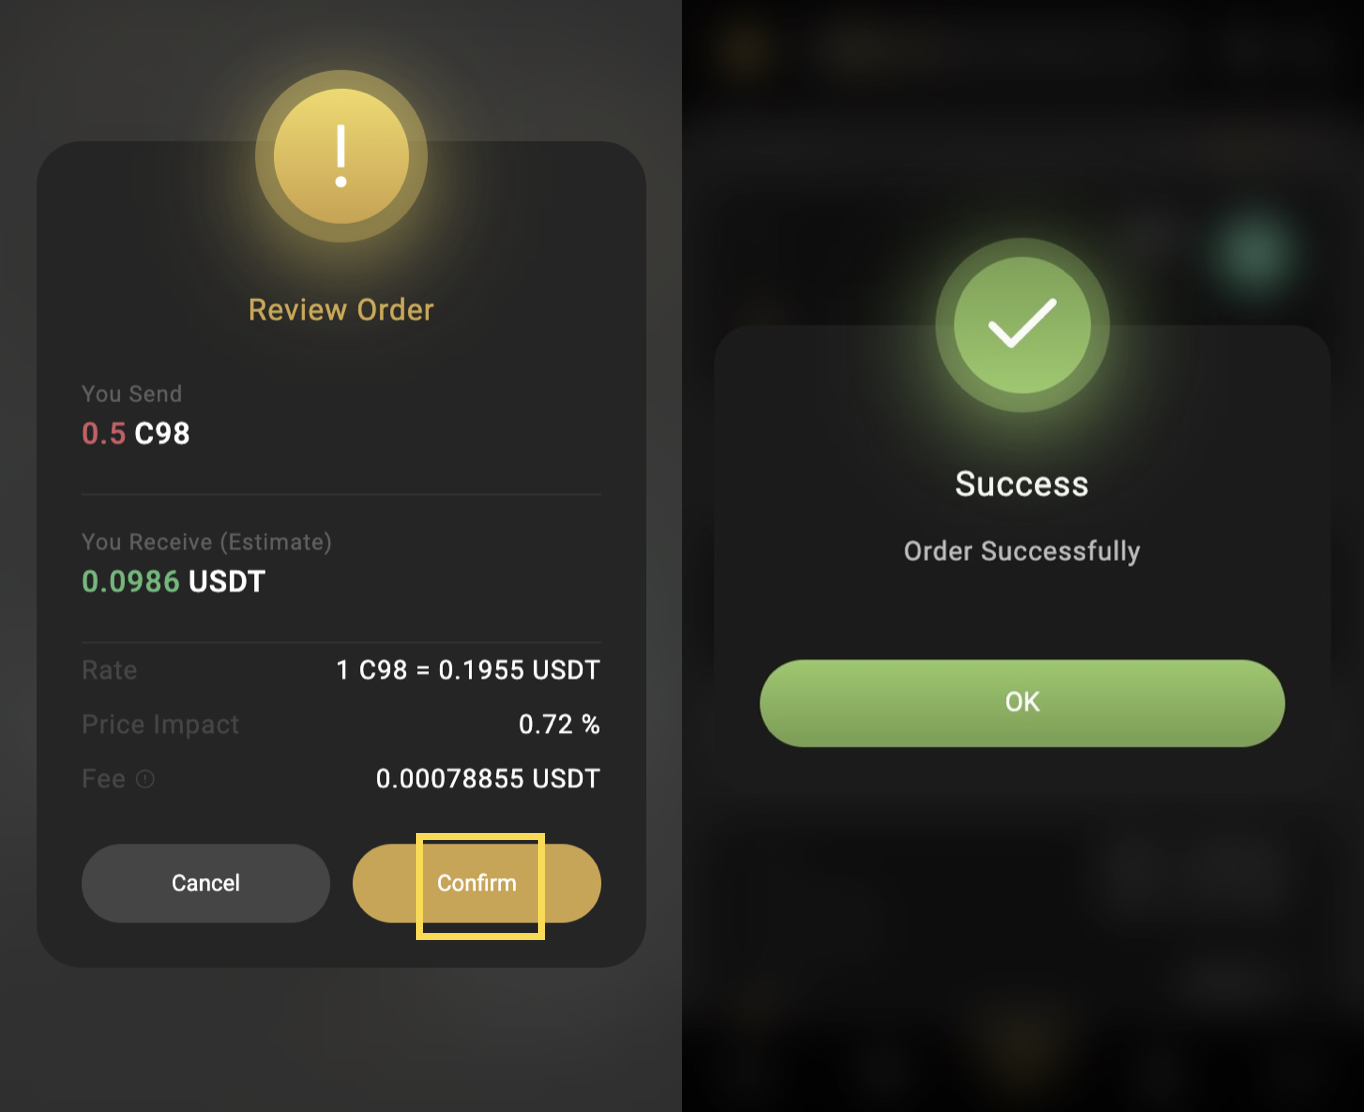 Review Order
You Send
0.5 C98
You Receive (Estimate)
0.0986 USDT
Rate 1 C98 = 0.1955 USDT
Price Impact 0.72 %
Fee 0.00078855 USDT
Cancel Confirm
Success
Order Successfully
OK